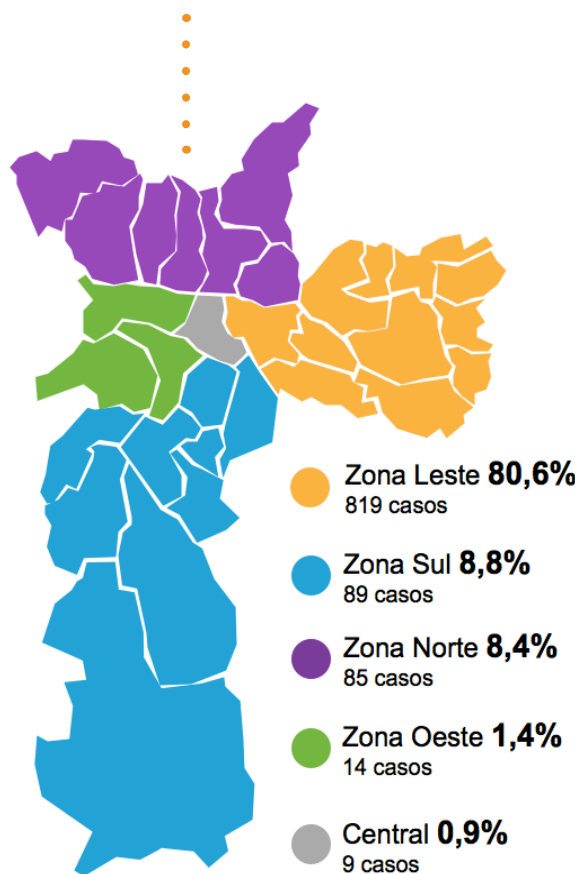 Zona Leste 80,6%
819 casos
Zona Sul 8,8%
89 casos
Zona Norte 8,4%
85 casos
Zona Oeste 1,4%
14 casos
Central 0,9%
9 casos